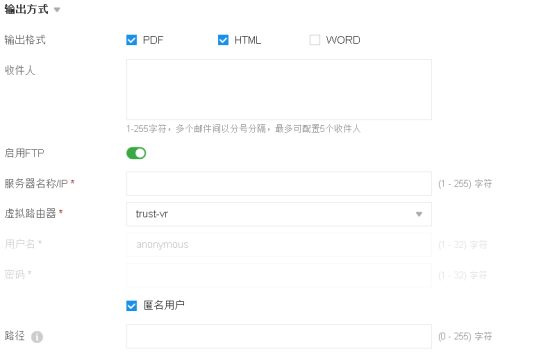 输出方式
输出格式 PDF HTML WORD
收件人
1-255字符，多个邮件间以分号分隔，最多可配置5个收件人
启用FTP
服务器名称/IP * (1 - 255) 字符
虚拟路由器 * trust-vr
用户名 * anonymous (1 - 32) 字符
密码 * (1 - 32) 字符
匿名用户
路径 (0 - 255) 字符